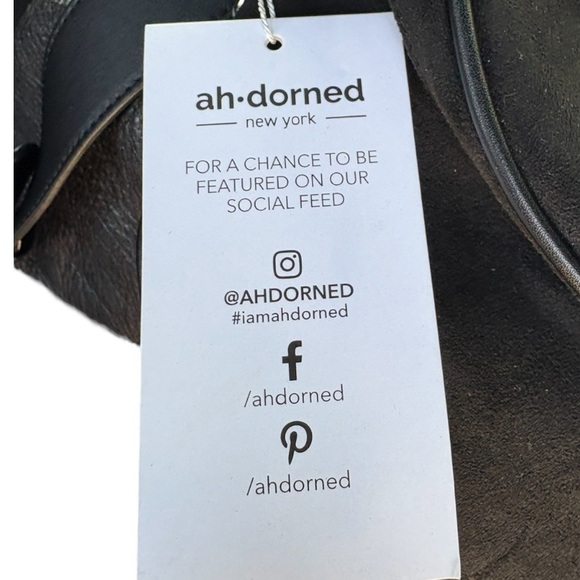 ah•dorned
new york
FOR A CHANCE TO BE
FEATURED ON OUR
SOCIAL FEED
@AHDORNED
#iamahdorned
/ahdorned
/ahdorned